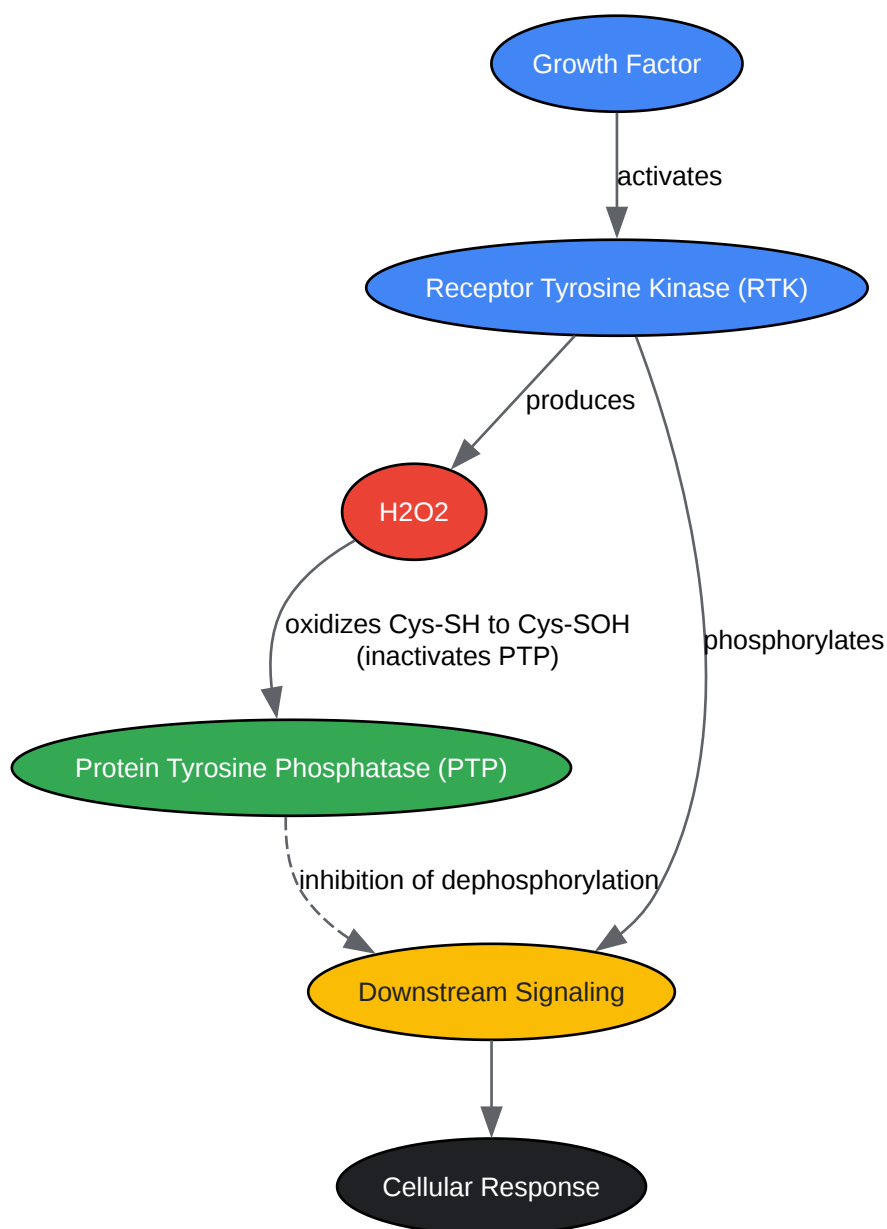 Growth Factor
activates
Receptor Tyrosine Kinase (RTK)
produces
H2O2
oxidizes Cys-SH to Cys-SOH
(inactivates PTP)
phosphorylates
Protein Tyrosine Phosphatase (PTP)
inhibition of dephosphorylation
Downstream Signaling
Cellular Response